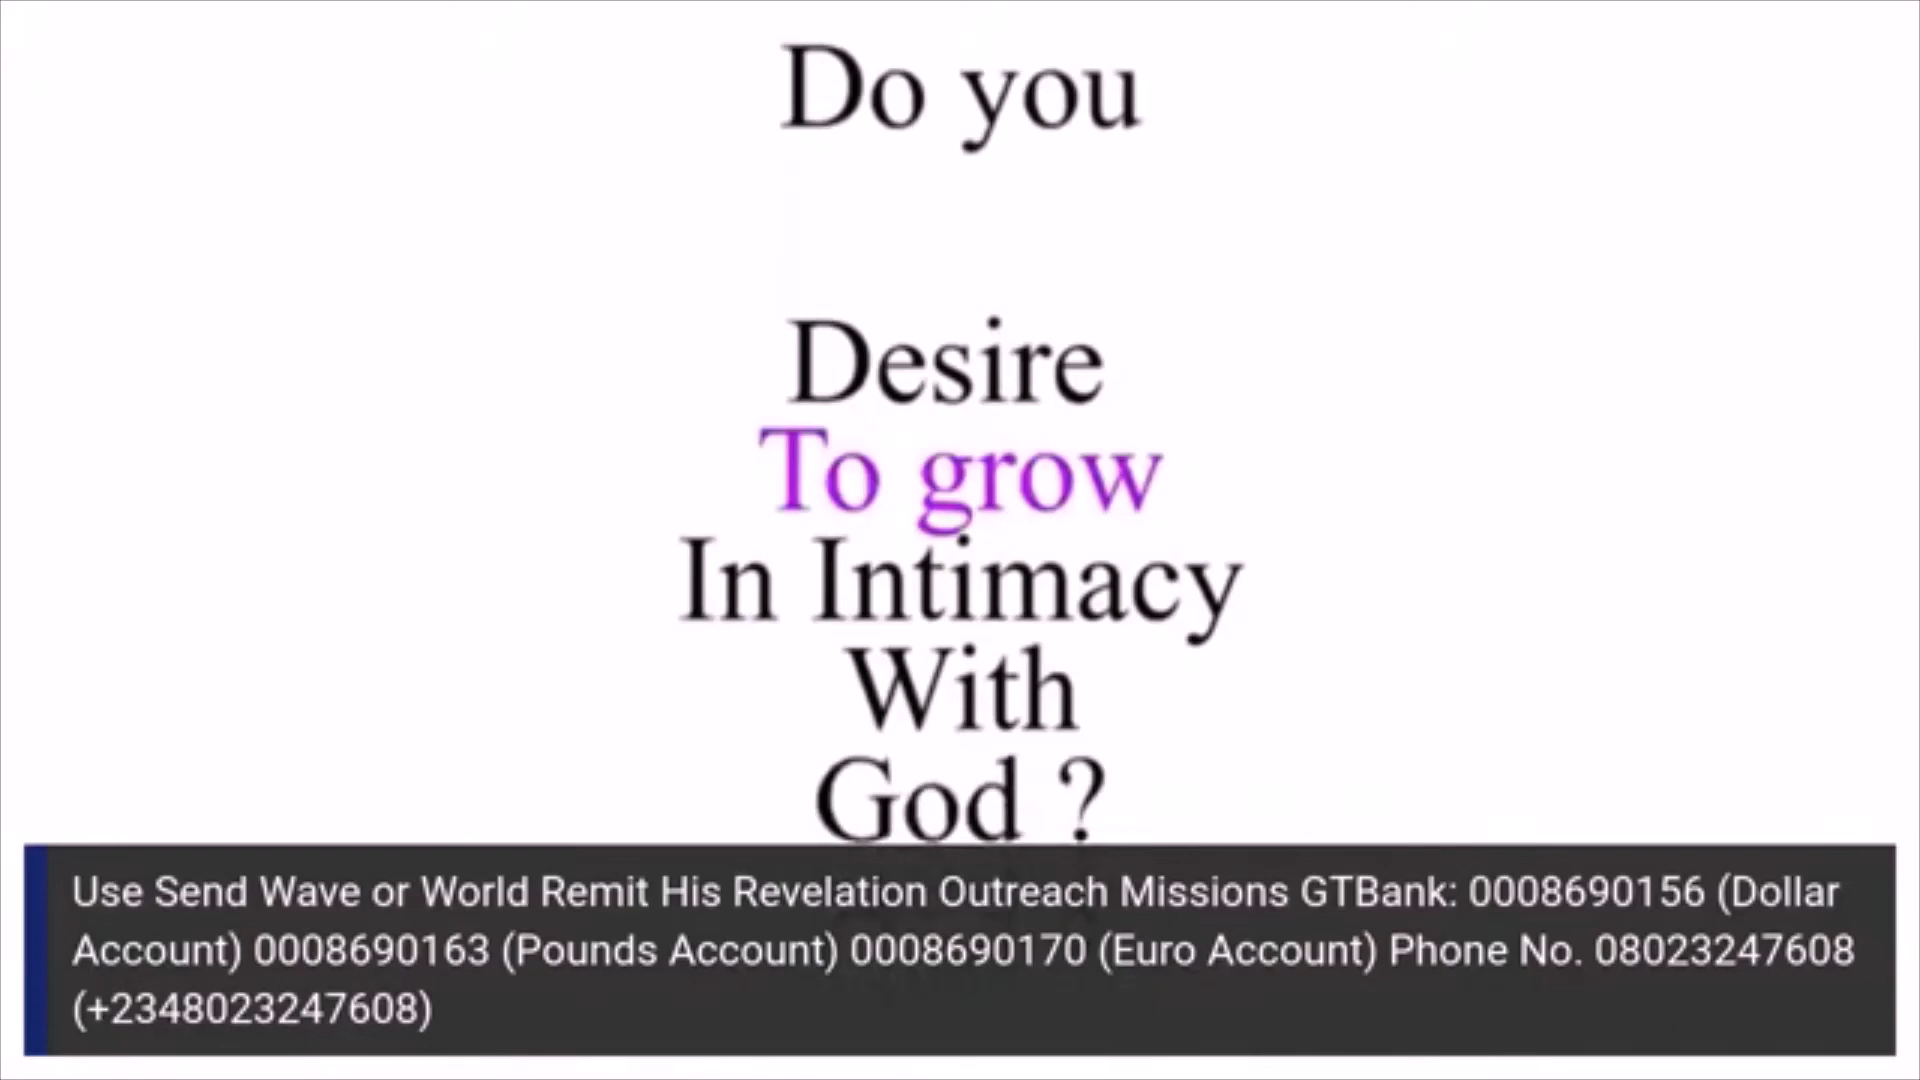 Do you
Desire
To grow
In Intimacy
With
God ?
Use Send Wave or World Remit His Revelation Outreach Missions GTBank: 0008690156 (Dollar
Account) 0008690163 (Pounds Account) 0008690170 (Euro Account) Phone No. 08023247608
(+2348023247608)